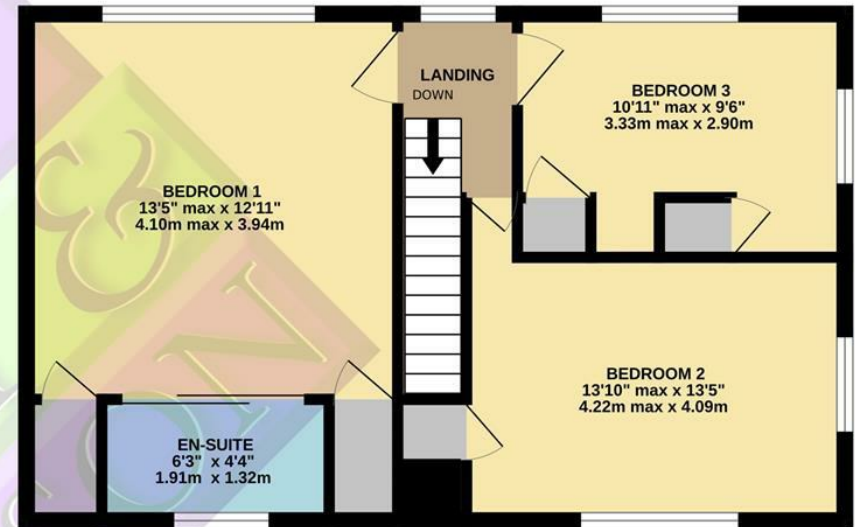 LANDING
DOWN
BEDROOM 3
10'11" max x 9'6"
3.33m max x 2.90m
BEDROOM 1
13'5" max x 12'11"
4.10m max x 3.94m
&
BEDROOM 2
13'10" max x 13'5"
4.22m max x 4.09m
EN-SUITE
6'3" x 4'4"
1.91m x 1.32m
ON